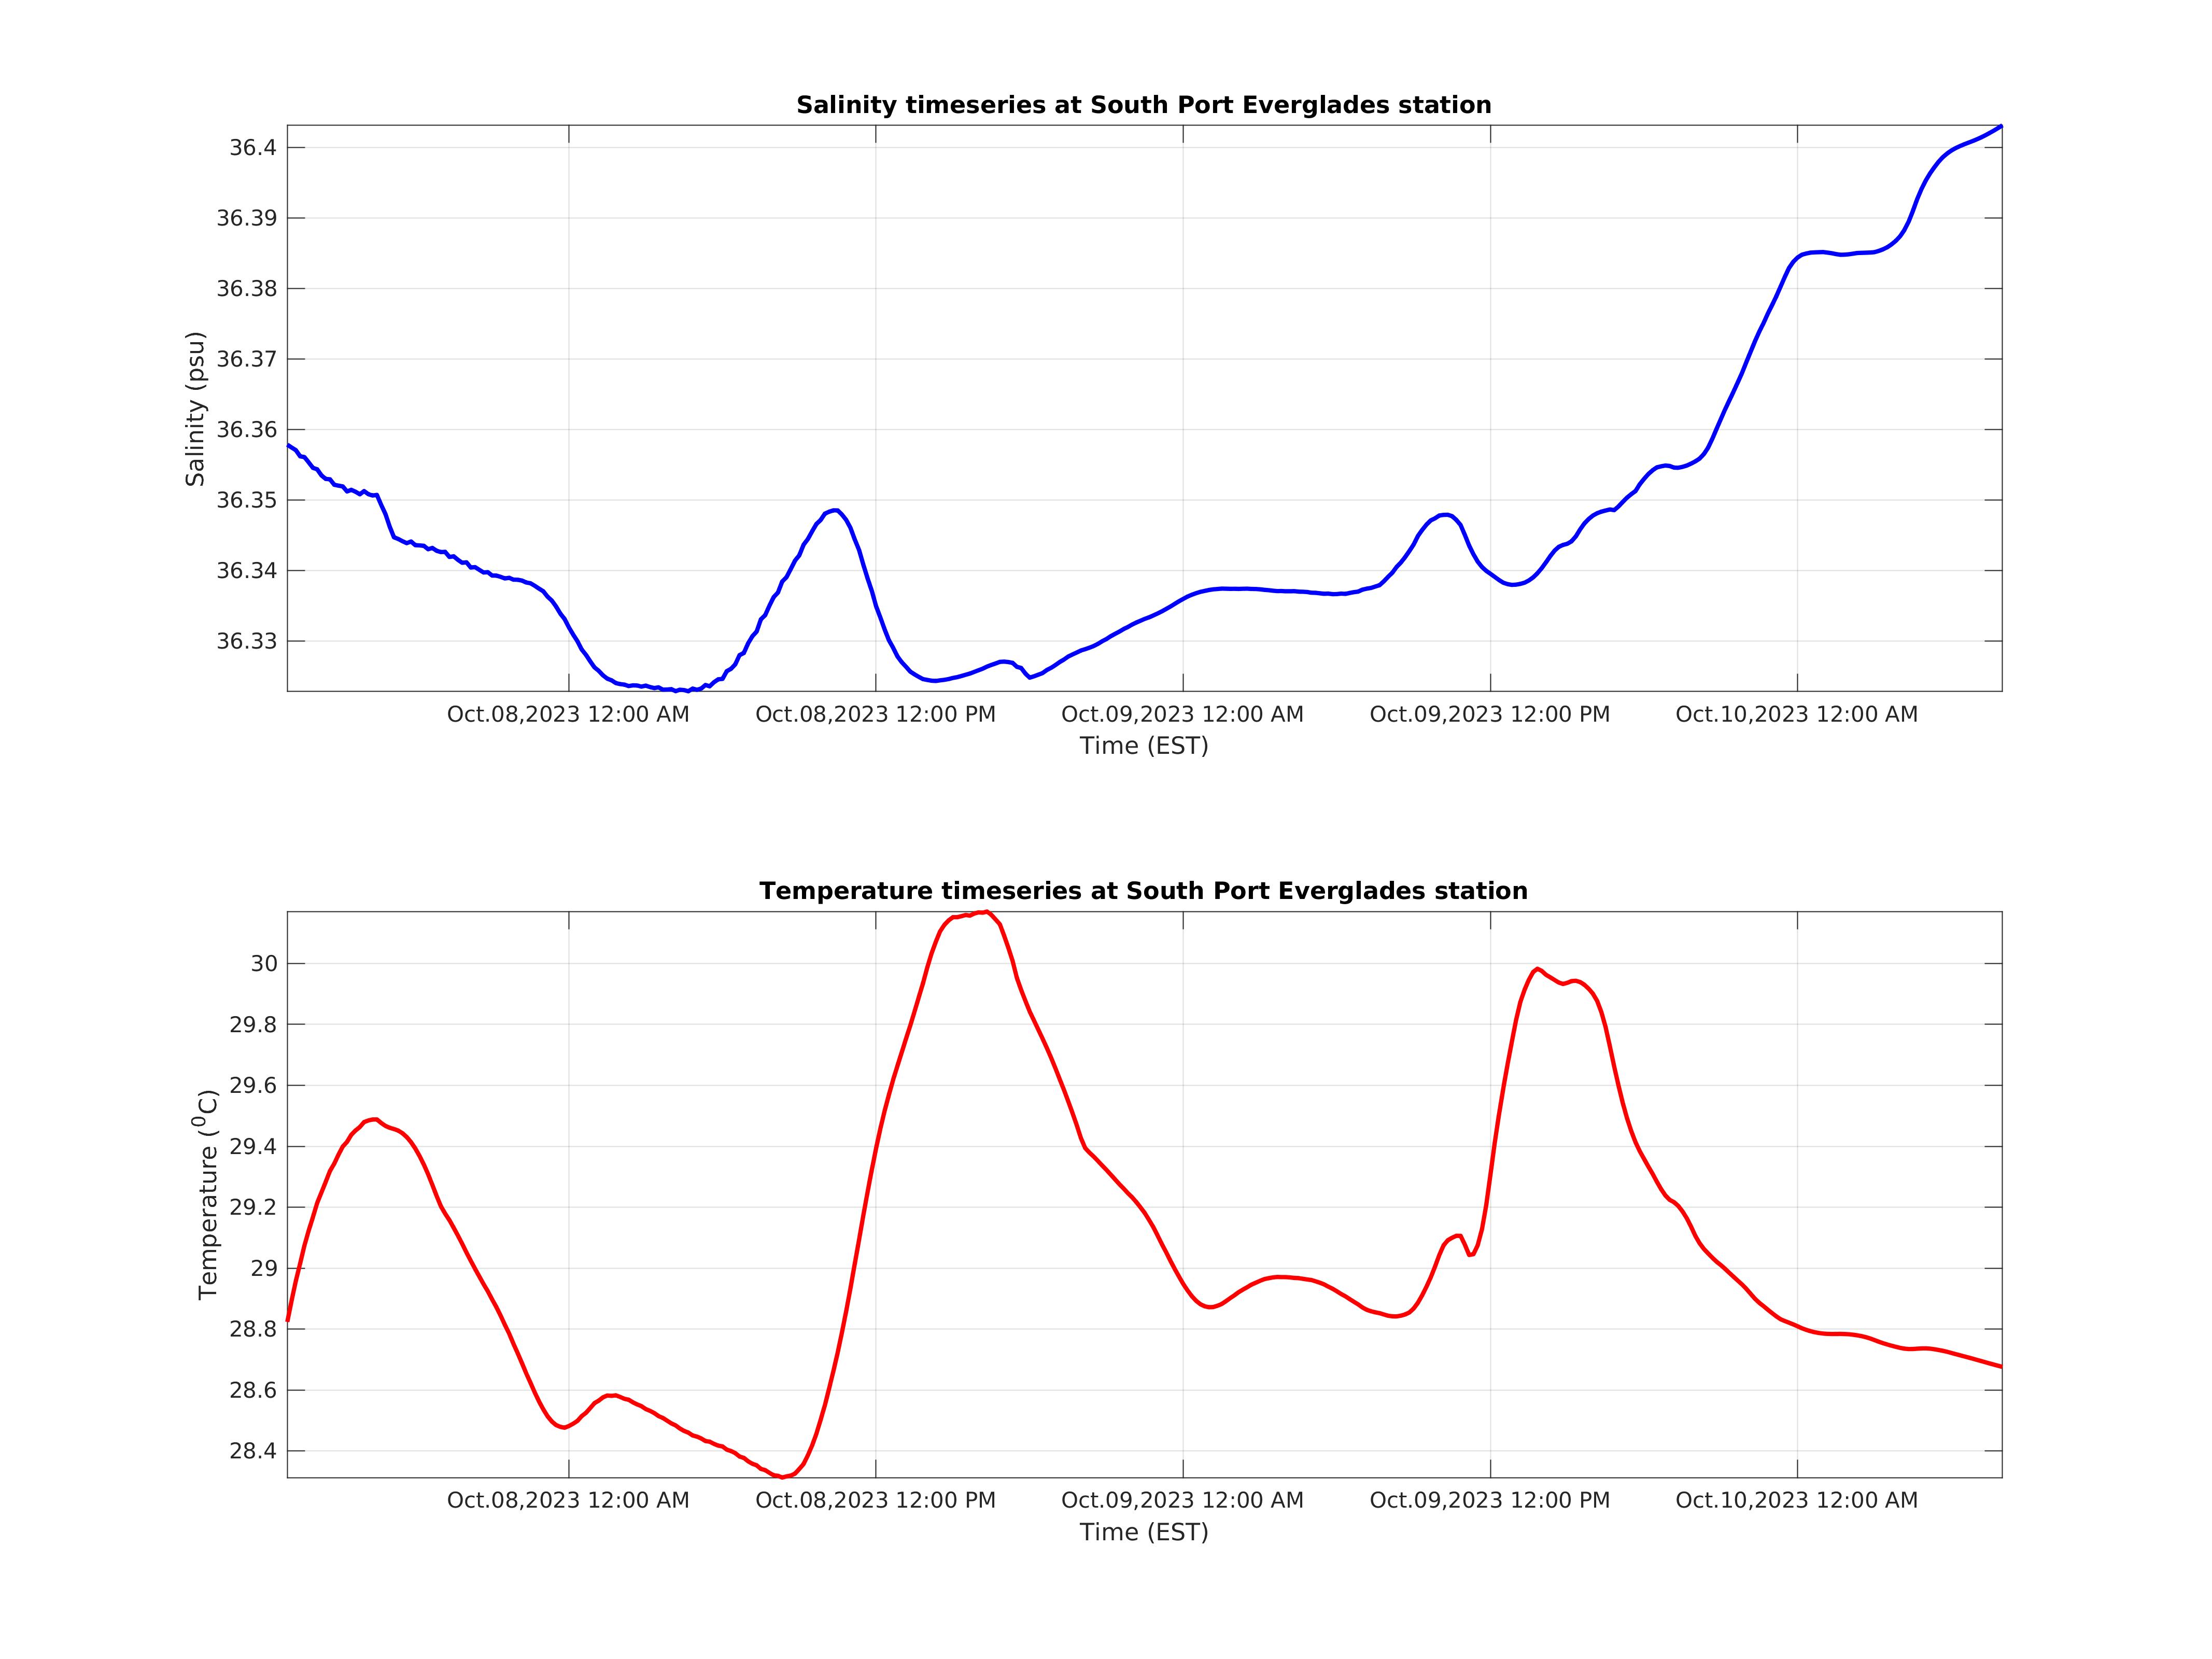 Salinity timeseries at South Port Everglades station
36.4
36.39
36.38
36.37
36.36
36.35
36.34
36.33
Salinity (psu)
Oct.08,2023 12:00 AM Oct.08,2023 12:00 PM Oct.09,2023 12:00 AM Oct.09,2023 12:00 PM Oct.10,2023 12:00 AM
Time (EST)
Temperature timeseries at South Port Everglades station
30
29.8
29.6
29.4
29.2
29
28.8
28.6
28.4
Temperature (⁰C)
Oct.08,2023 12:00 AM Oct.08,2023 12:00 PM Oct.09,2023 12:00 AM Oct.09,2023 12:00 PM Oct.10,2023 12:00 AM
Time (EST)